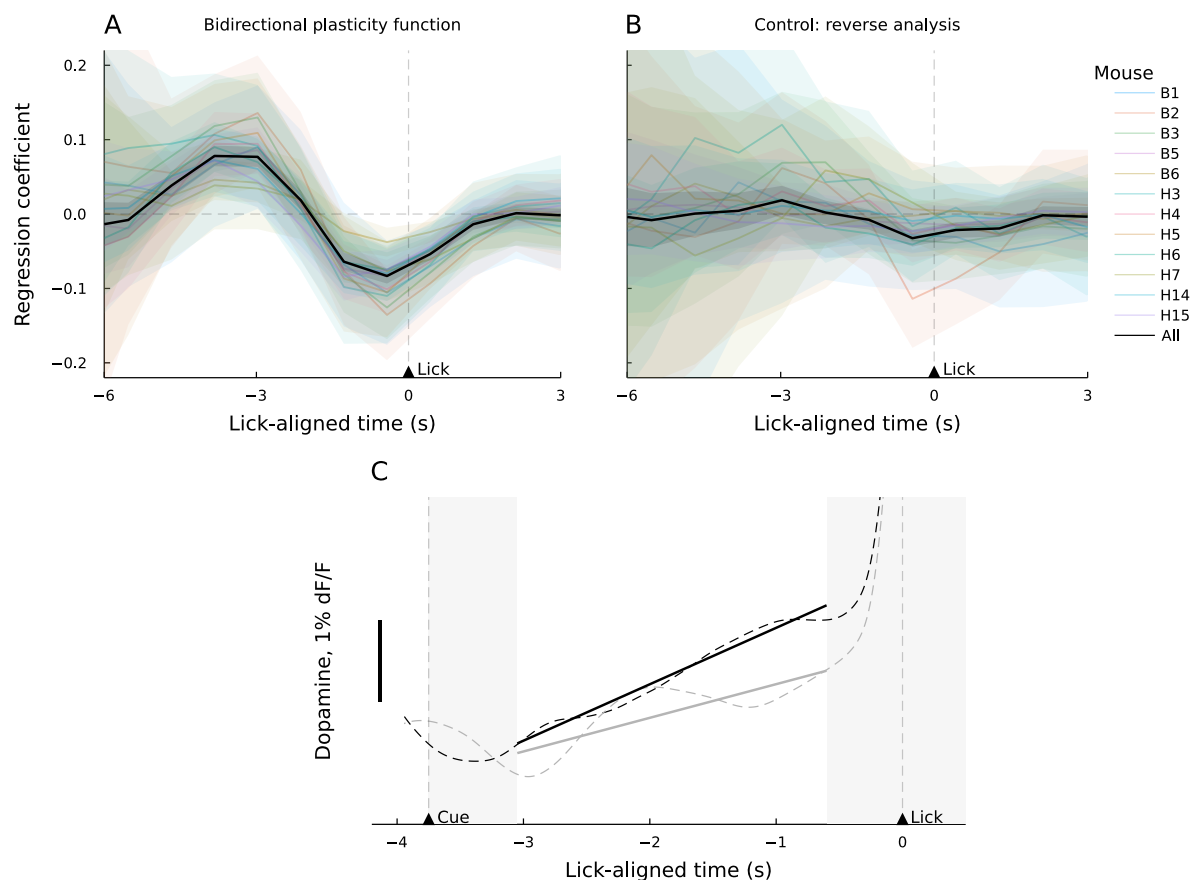 A
Bidirectional plasticity function
B
Control: reverse analysis
Mouse
B1
B2
B3
B5
B6
H3
H4
H5
H6
H7
H14
H15
All
Regression coefficient
0.2
0.1
0.0
−0.1
−0.2
Lick
−6
−3
0
3
Lick-aligned time (s)
Lick
−6
−3
0
3
Lick-aligned time (s)
C
Dopamine, 1% dF/F
Cue
Lick
−4
−3
−2
−1
0
Lick-aligned time (s)